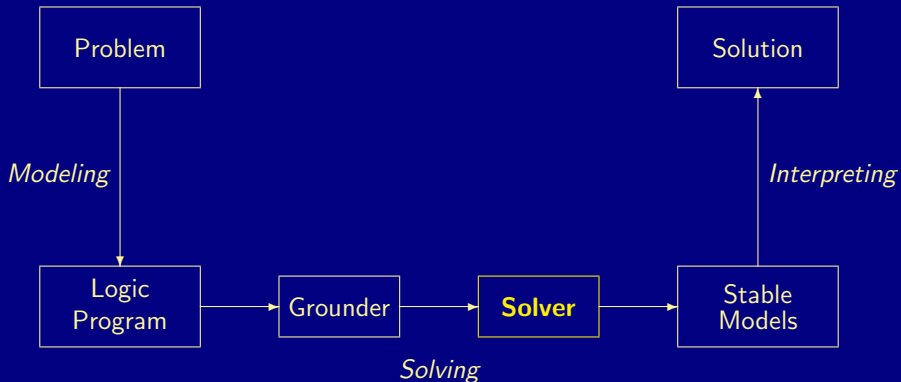 Problem
Solution
Modeling
Interpreting
Logic
Program
Grounder
Solver
Stable
Models
Solving